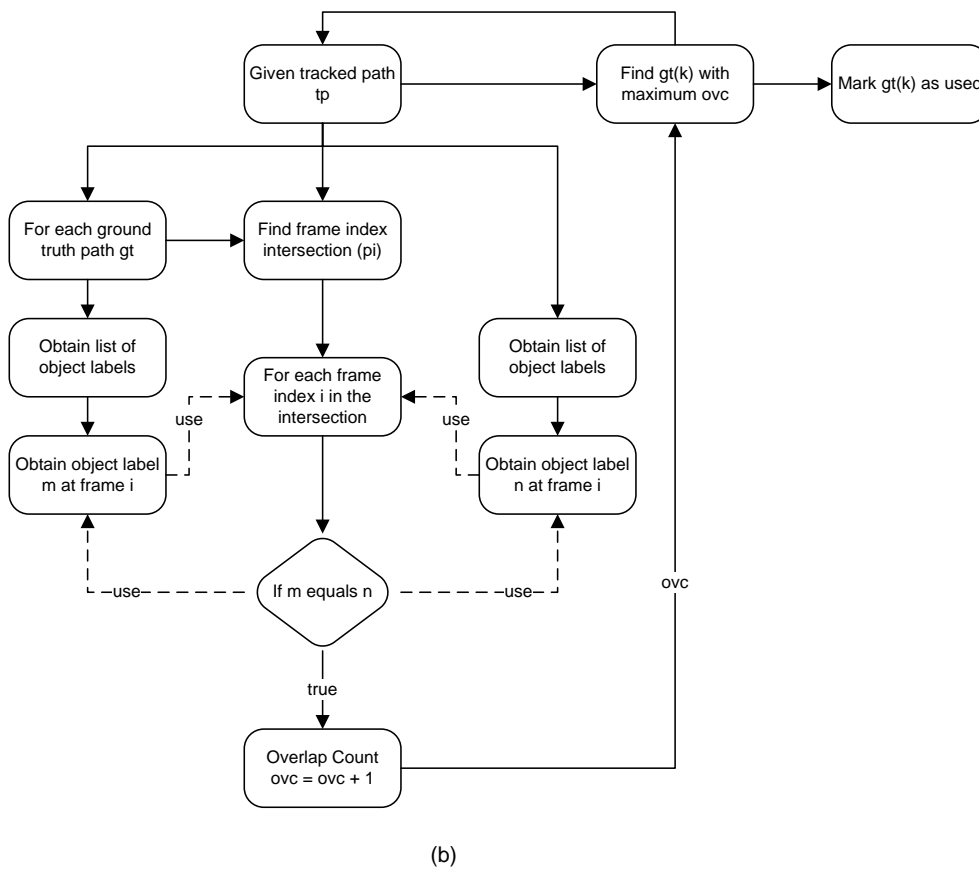 Given tracked path
tp
Find gt(k) with
maximum ovc
Mark gt(k) as used
For each ground
truth path gt
Find frame index
intersection (pi)
Obtain list of
object labels
For each frame
index i in the
intersection
Obtain list of
object labels
use
use
Obtain object label
m at frame i
Obtain object label
n at frame i
use
If m equals n
use
ovc
true
Overlap Count
ovc = ovc + 1
(b)